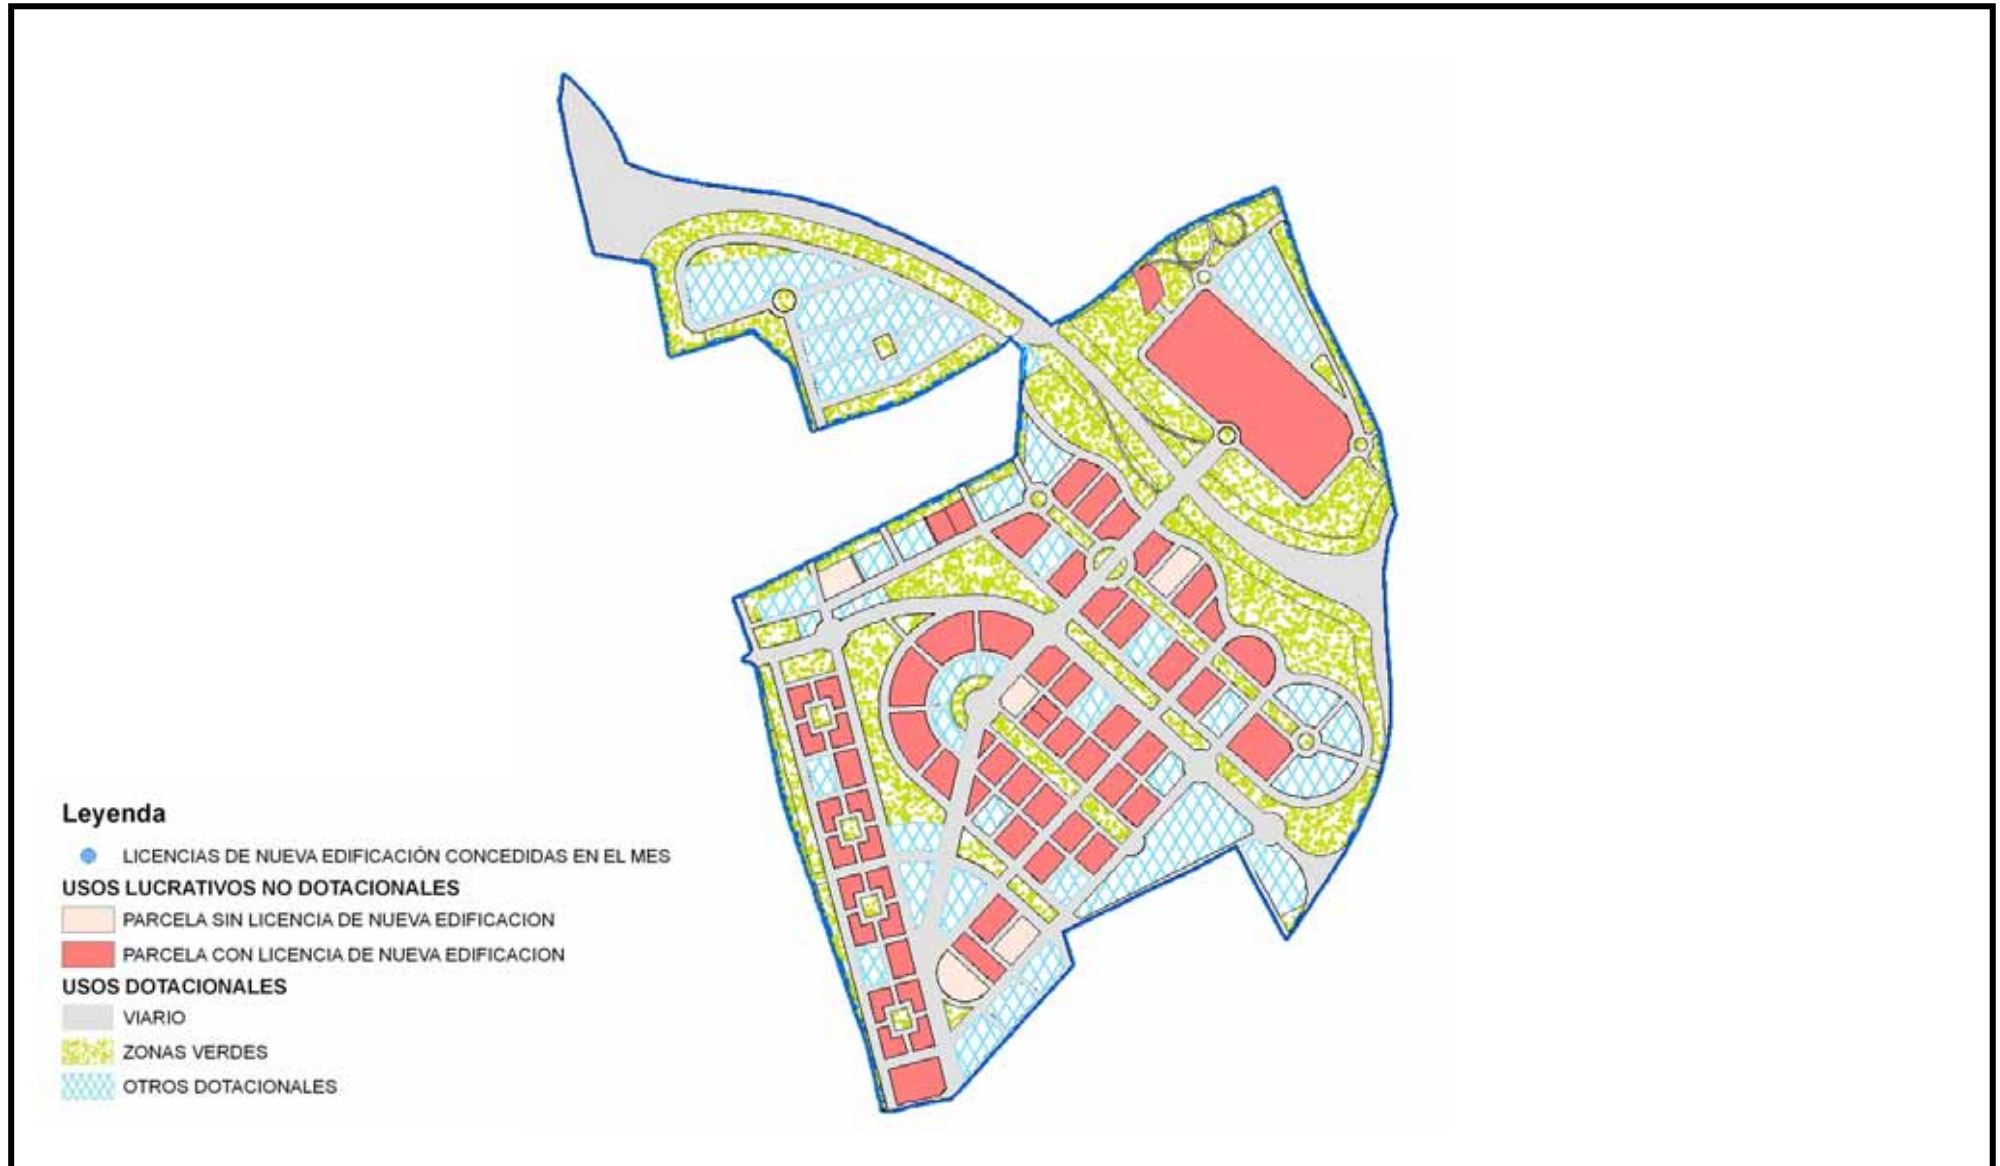 Leyenda
LICENCIAS DE NUEVA EDIFICACIÓN CONCEDIDAS EN EL MES
USOS LUCRATIVOS NO DOTACIONALES
PARCELA SIN LICENCIA DE NUEVA EDIFICACION
PARCELA CON LICENCIA DE NUEVA EDIFICACION
USOS DOTACIONALES
VIARIO
ZONAS VERDES
OTROS DOTACIONALES